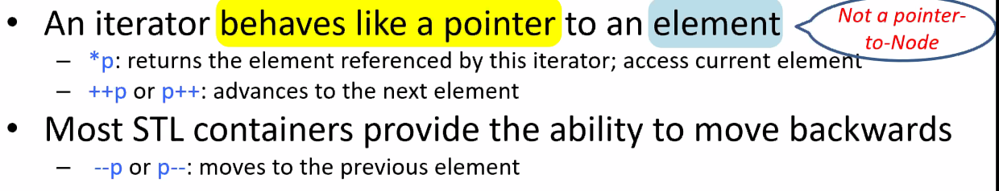 • An iterator behaves like a pointer to an element
Not a pointer-
to-Node
– *p: returns the element referenced by this iterator; access current element
– ++p or p++: advances to the next element
• Most STL containers provide the ability to move backwards
– --p or p--: moves to the previous element